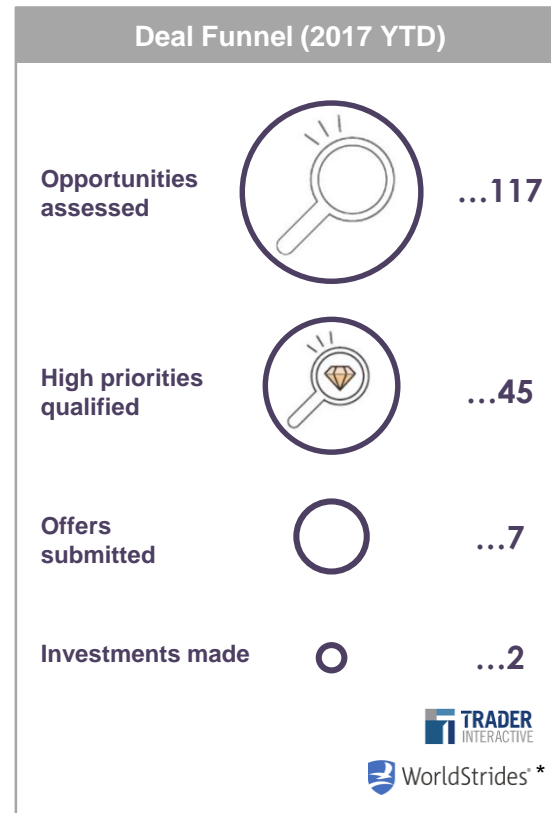 Deal Funnel (2017 YTD)
Opportunities
assessed
...117
High priorities
qualified
...45
Offers
submitted
...7
Investments made
...2
TRADER
INTERACTIVE
WorldStrides® *